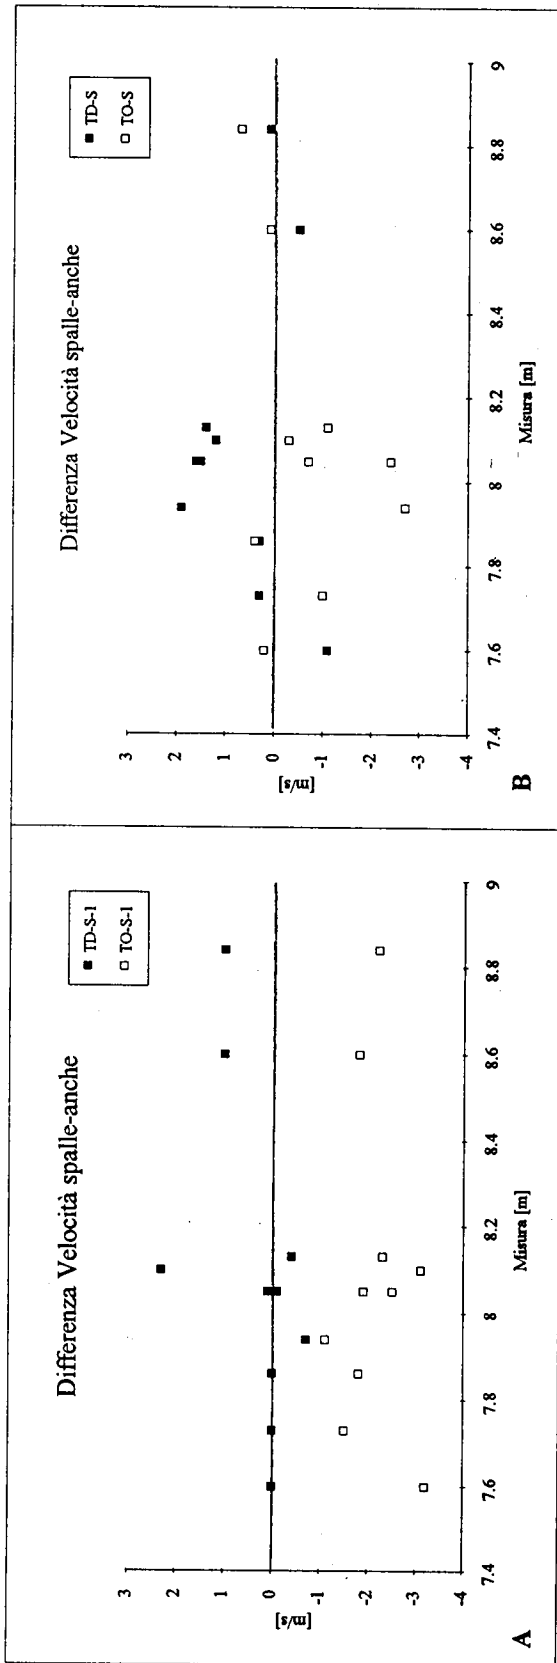 Differenza Velocità spalle-anche
TD-S-1
TO-S-1
3
2
1
0
-1
-2
-3
-4
[m/s]
7.4
7.6
7.8
8
8.2
8.4
8.6
8.8
9
Misura [m]
A
Differenza Velocità spalle-anche
TD-S
TO-S
3
2
1
0
-1
-2
-3
-4
[m/s]
7.4
7.6
7.8
8
8.2
8.4
8.6
8.8
9
Misura [m]
B